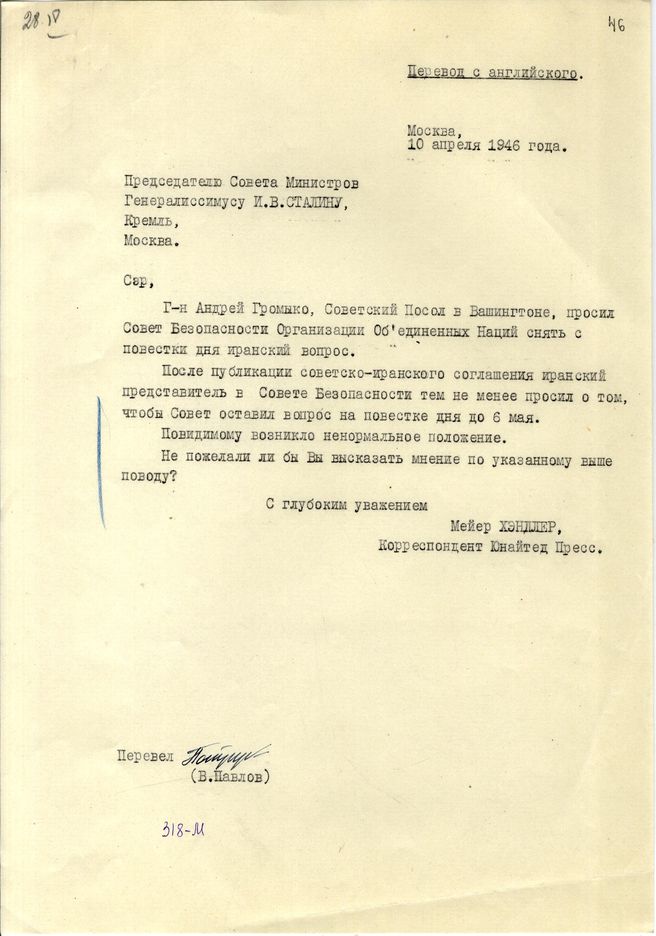 28.IV
46
Перевод с английского.
Москва,
10 апреля 1946 года.
Председателю Совета Министров
Генералиссимусу И.В.СТАЛИНУ,
Кремль,
Москва.
Сэр,
Г-н Андрей Громыко, Советский Посол в Вашингтоне, просил
Совет Безопасности Организации Об'единенных Наций снять с
повестки дня иранский вопрос.
После публикации советско-иранского соглашения иранский
представитель в Совете Безопасности тем не менее просил о том,
чтобы Совет оставил вопрос на повестке дня до 6 мая.
Повидимому возникло ненормальное положение.
Не пожелали ли бы Вы высказать мнение по указанному выше
поводу?
С глубоким уважением
Мейер ХЭНДЛЕР,
Корреспондент Юнайтед Пресс.
Перевел
(В.Павлов)
318-М